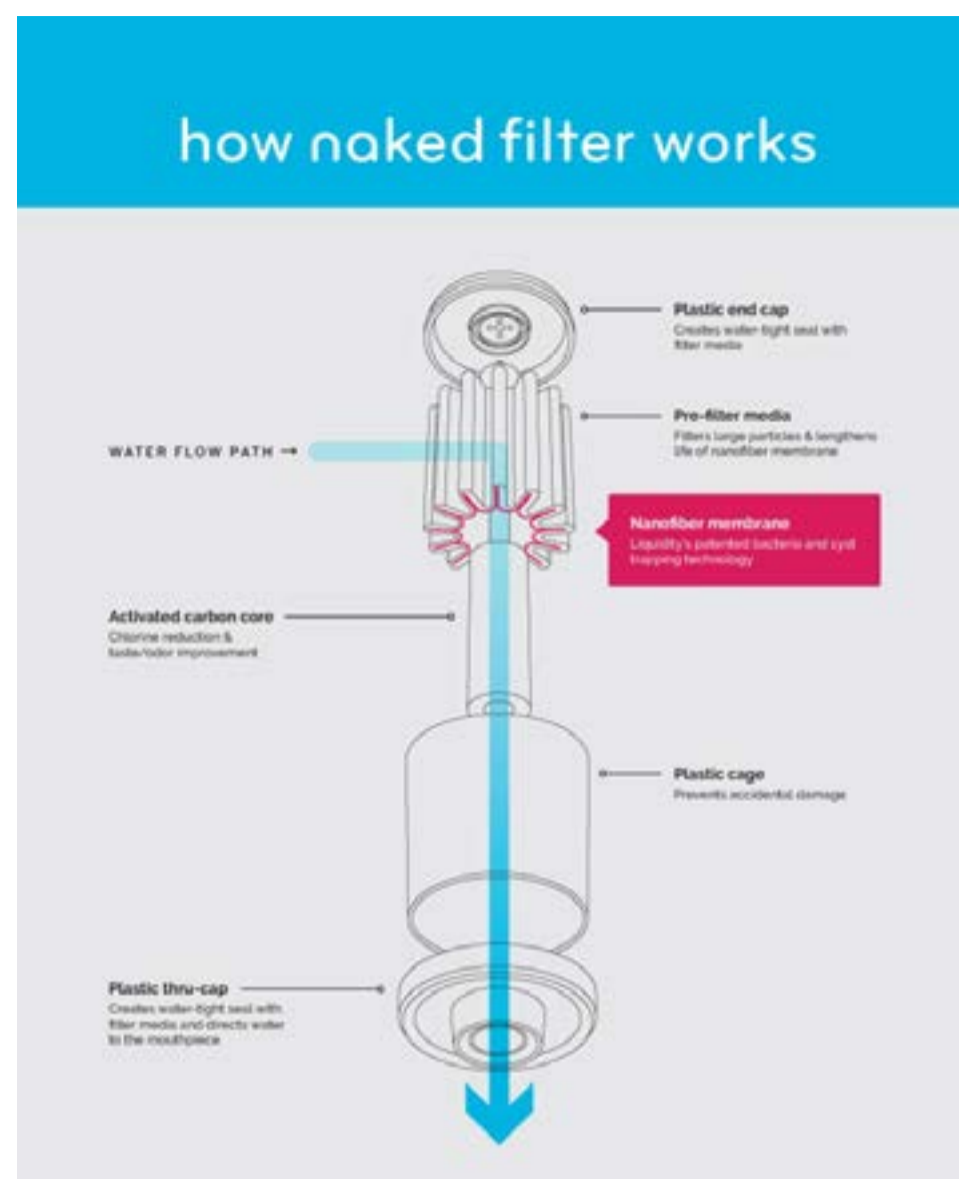 how naked filter works
Plastic end cap
Creates water-tight seal with
filter media
Pre-filter media
Filters large particles & lengthens
life of nanofiber membrane
WATER FLOW PATH →
Nanofiber membrane
Liquidity's patented bacteria and cyst
trapping technology
Activated carbon core
Chlorine reduction &
taste/odor improvement
Plastic cage
Prevents accidental damage
Plastic thru-cap
Creates water-tight seal with
filter media and directs water
to the mouthpiece